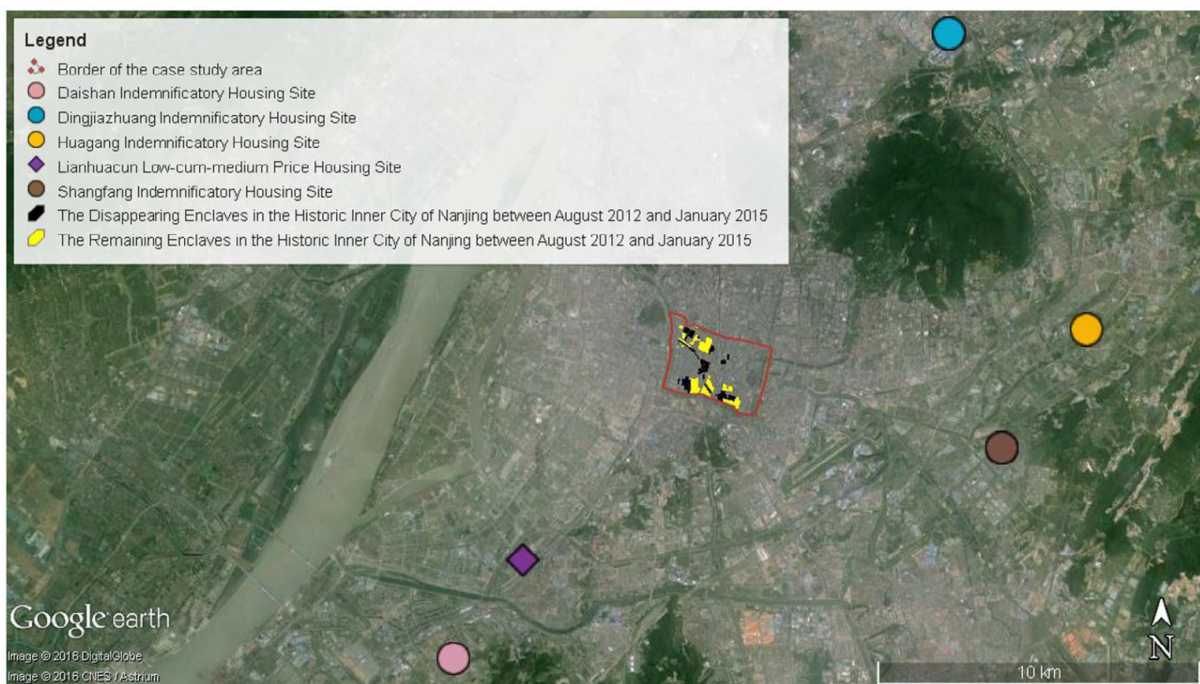 Legend
Border of the case study area
Daishan Indemnificatory Housing Site
Dingjiazhuang Indemnificatory Housing Site
Huagang Indemnificatory Housing Site
Lianhuacun Low-cum-medium Price Housing Site
Shangfang Indemnificatory Housing Site
The Disappearing Enclaves in the Historic Inner City of Nanjing between August 2012 and January 2015
The Remaining Enclaves in the Historic Inner City of Nanjing between August 2012 and January 2015
Google earth
Image © 2016 DigitalGlobe
Image © 2016 CNES / Astrium
N
10 km